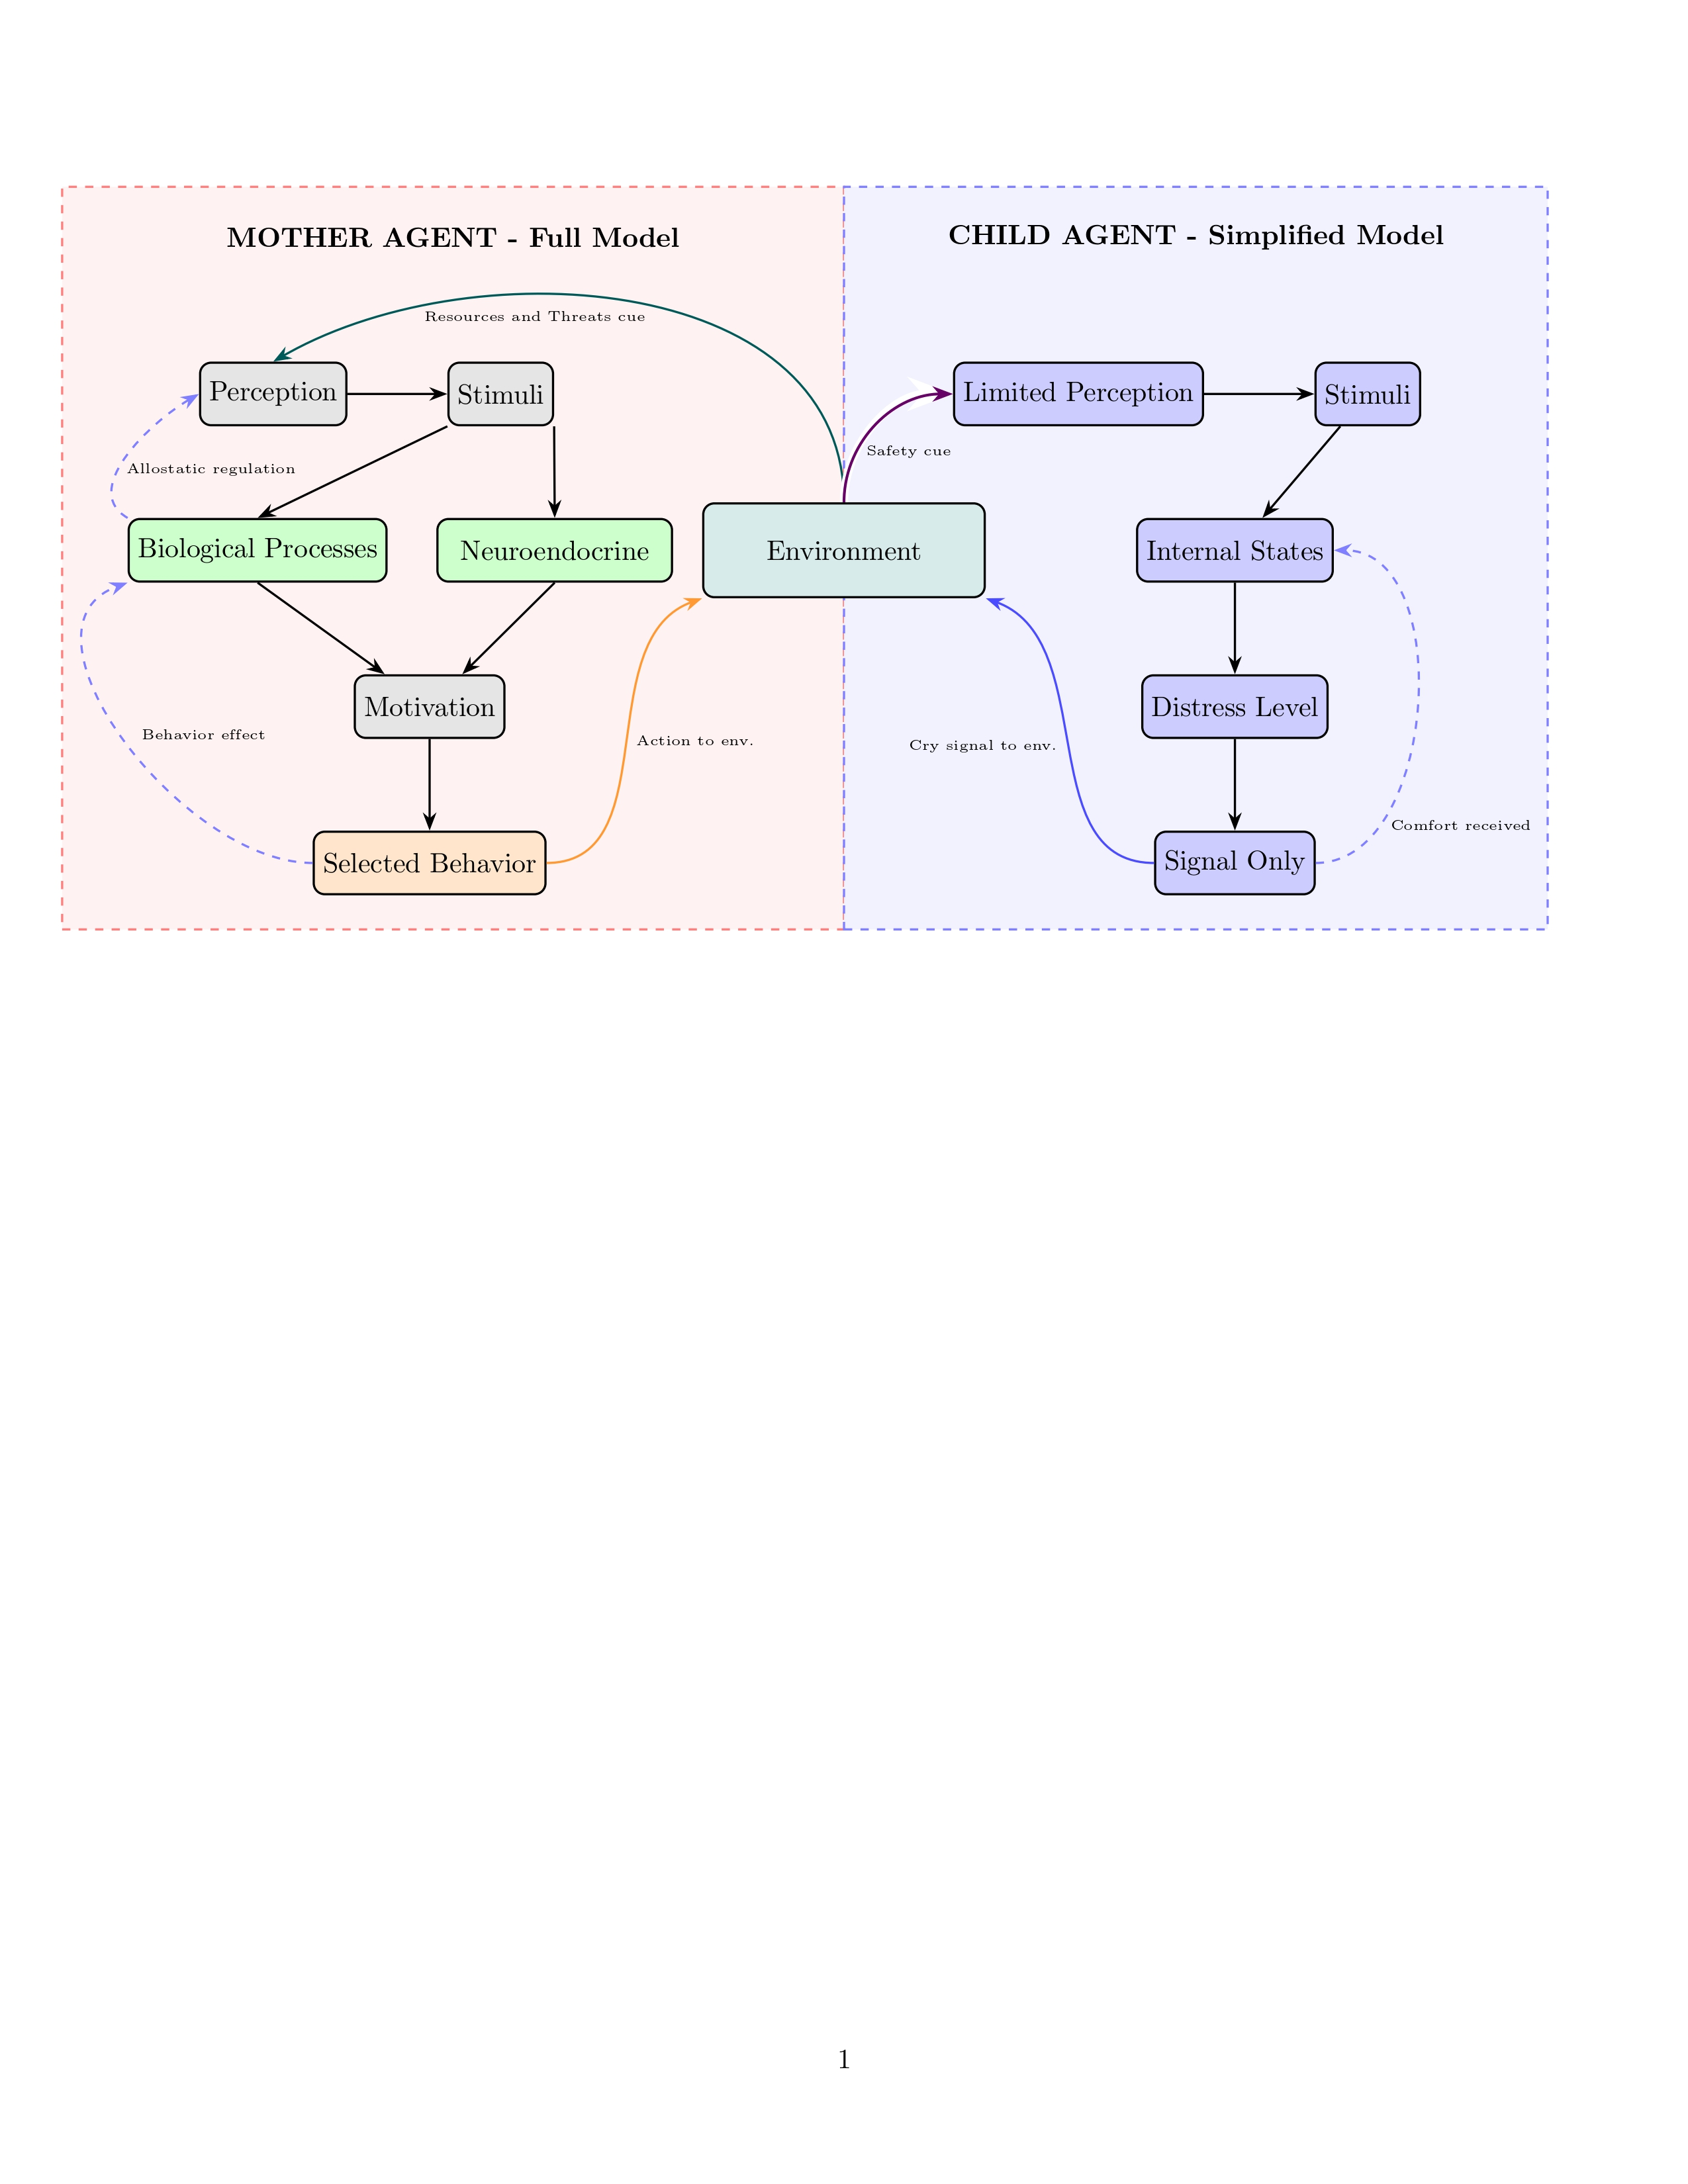 MOTHER AGENT - Full Model
CHILD AGENT - Simplified Model
Resources and Threats cue
Perception
Stimuli
Limited Perception
Stimuli
Safety cue
Allostatic regulation
Biological Processes
Neuroendocrine
Environment
Internal States
Motivation
Distress Level
Behavior effect
Action to env.
Cry signal to env.
Comfort received
Selected Behavior
Signal Only
1